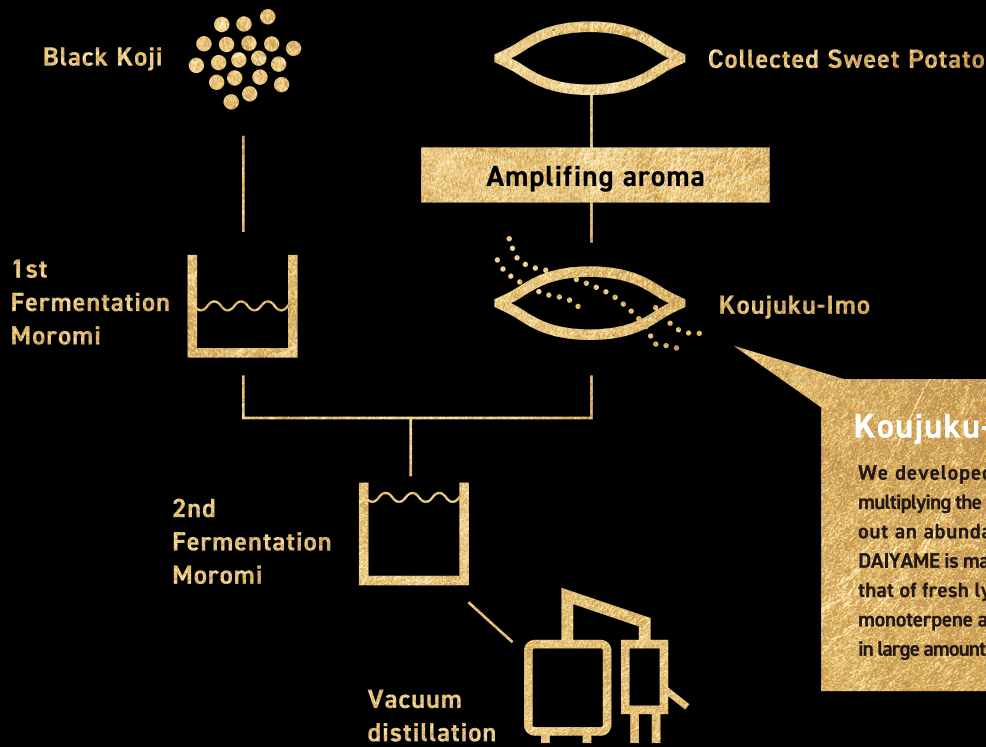 Black Koji
Collected Sweet Potato
Amplifing aroma
1st
Fermentation
Moromi
Koujuku-Imo
Koujuku-
We developed
multiplying the
out an abunda
DAIYAME is ma
that of fresh ly
monoterpene a
in large amount
2nd
Fermentation
Moromi
Vacuum
distillation